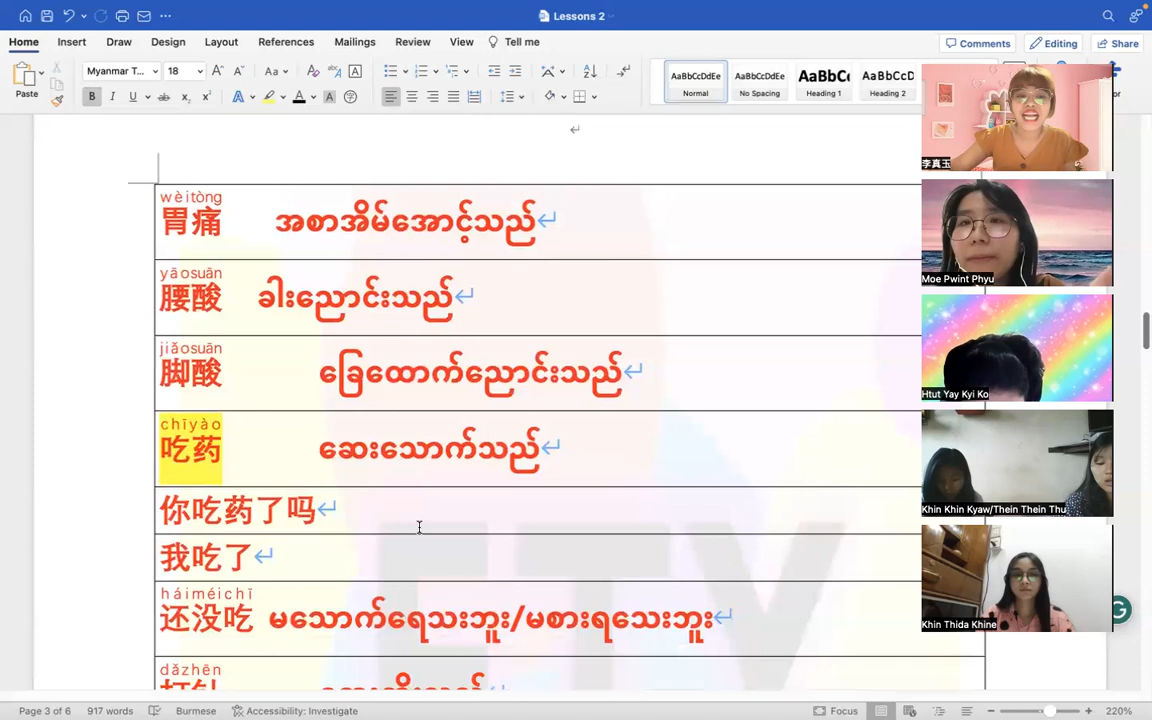 Lessons 2
Home Insert Draw Design Layout References Mailings Review View Tell me Comments Editing Share
Paste Myanmar T... 18 Aa
AaBbCcDdEe AaBbCcDdEe AaBbCc AaBbCcD
Normal No Spacing Heading 1 Heading 2
李真玉
Moe Pwint Phyu
Htut Yay Kyi Ko
Khin Khin Kyaw/Thein Thein Thu
Khin Thida Khine
wèitòng
胃痛 အစာအိမ်အောင့်သည်
yāosuān
腰酸 ခါးညောင်းသည်
jiǎosuān
脚酸 ခြေထောက်ညောင်းသည်
chīyào
吃药 ဆေးသောက်သည်
你吃药了吗
我吃了
háiméichī
还没吃 မသောက်ရေသးဘူး/မစားရသေးဘူး
dǎzhēn
ETV
Page 3 of 6 917 words Burmese Accessibility: Investigate Focus 220%